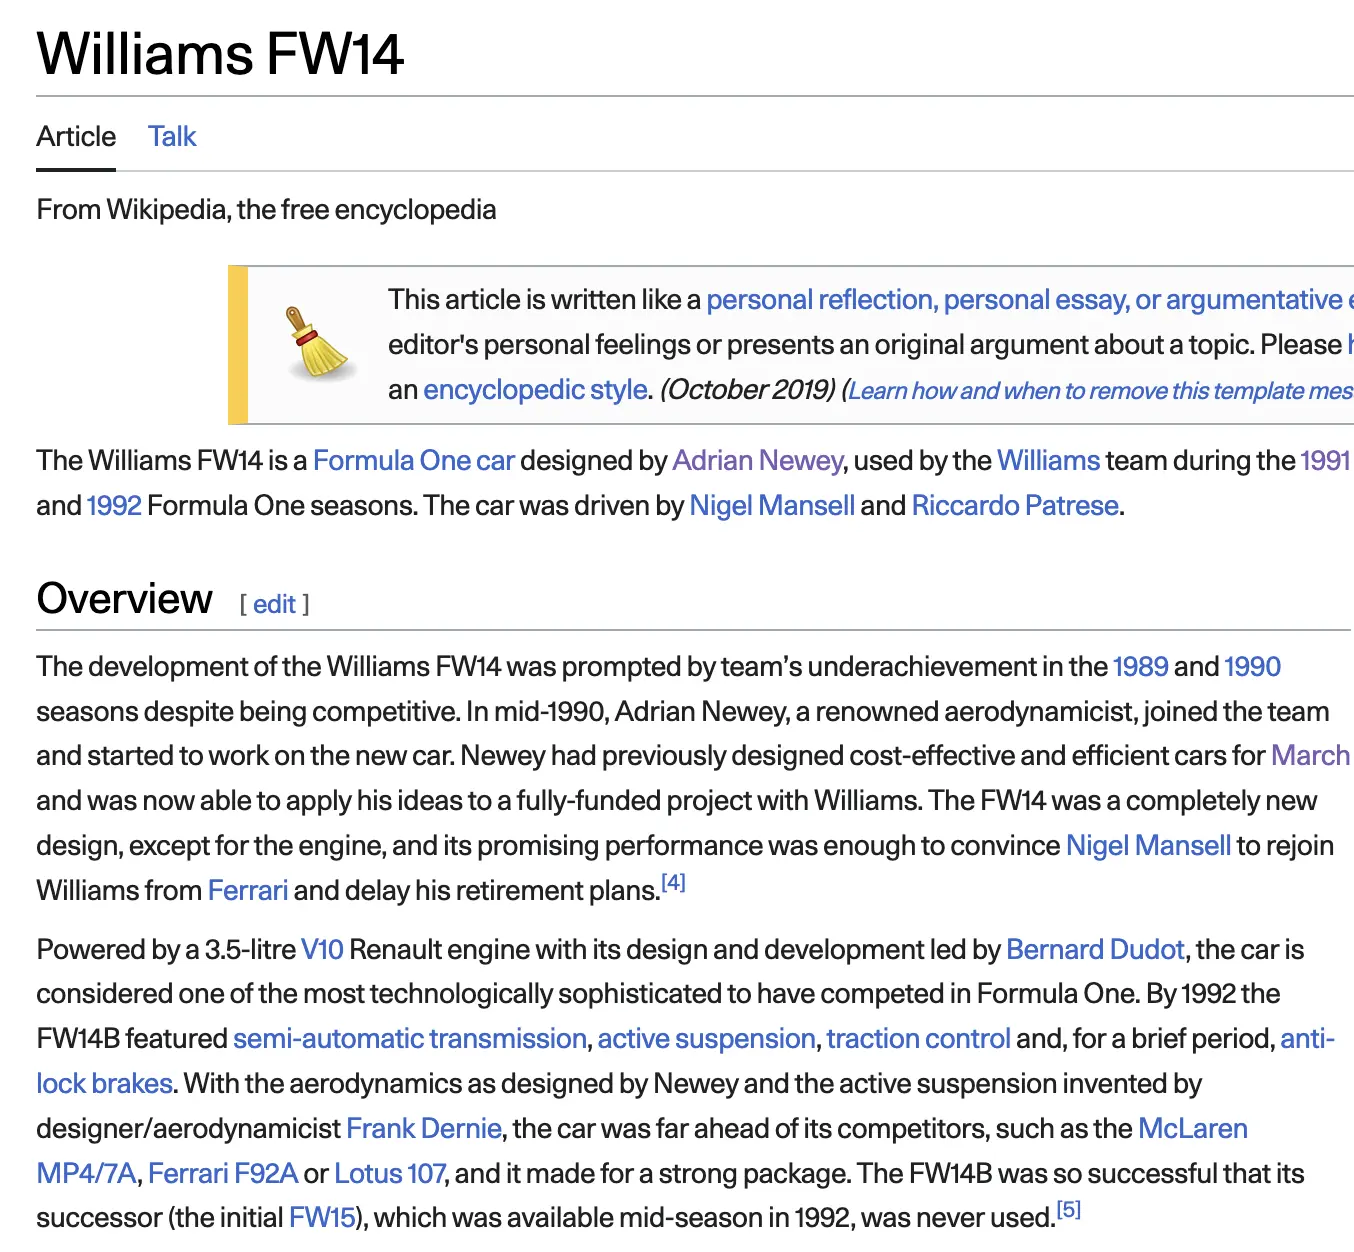 Williams FW14
Article Talk
From Wikipedia, the free encyclopedia
This article is written like a personal reflection, personal essay, or argumentative
editor's personal feelings or presents an original argument about a topic. Please
an encyclopedic style. (October 2019) (Learn how and when to remove this template mes
The Williams FW14 is a Formula One car designed by Adrian Newey, used by the Williams team during the 1991
and 1992 Formula One seasons. The car was driven by Nigel Mansell and Riccardo Patrese.
Overview [ edit ]
The development of the Williams FW14 was prompted by team’s underachievement in the 1989 and 1990
seasons despite being competitive. In mid-1990, Adrian Newey, a renowned aerodynamicist, joined the team
and started to work on the new car. Newey had previously designed cost-effective and efficient cars for March
and was now able to apply his ideas to a fully-funded project with Williams. The FW14 was a completely new
design, except for the engine, and its promising performance was enough to convince Nigel Mansell to rejoin
Williams from Ferrari and delay his retirement plans.[4]
Powered by a 3.5-litre V10 Renault engine with its design and development led by Bernard Dudot, the car is
considered one of the most technologically sophisticated to have competed in Formula One. By 1992 the
FW14B featured semi-automatic transmission, active suspension, traction control and, for a brief period, anti-
lock brakes. With the aerodynamics as designed by Newey and the active suspension invented by
designer/aerodynamicist Frank Dernie, the car was far ahead of its competitors, such as the McLaren
MP4/7A, Ferrari F92A or Lotus 107, and it made for a strong package. The FW14B was so successful that its
successor (the initial FW15), which was available mid-season in 1992, was never used.[5]